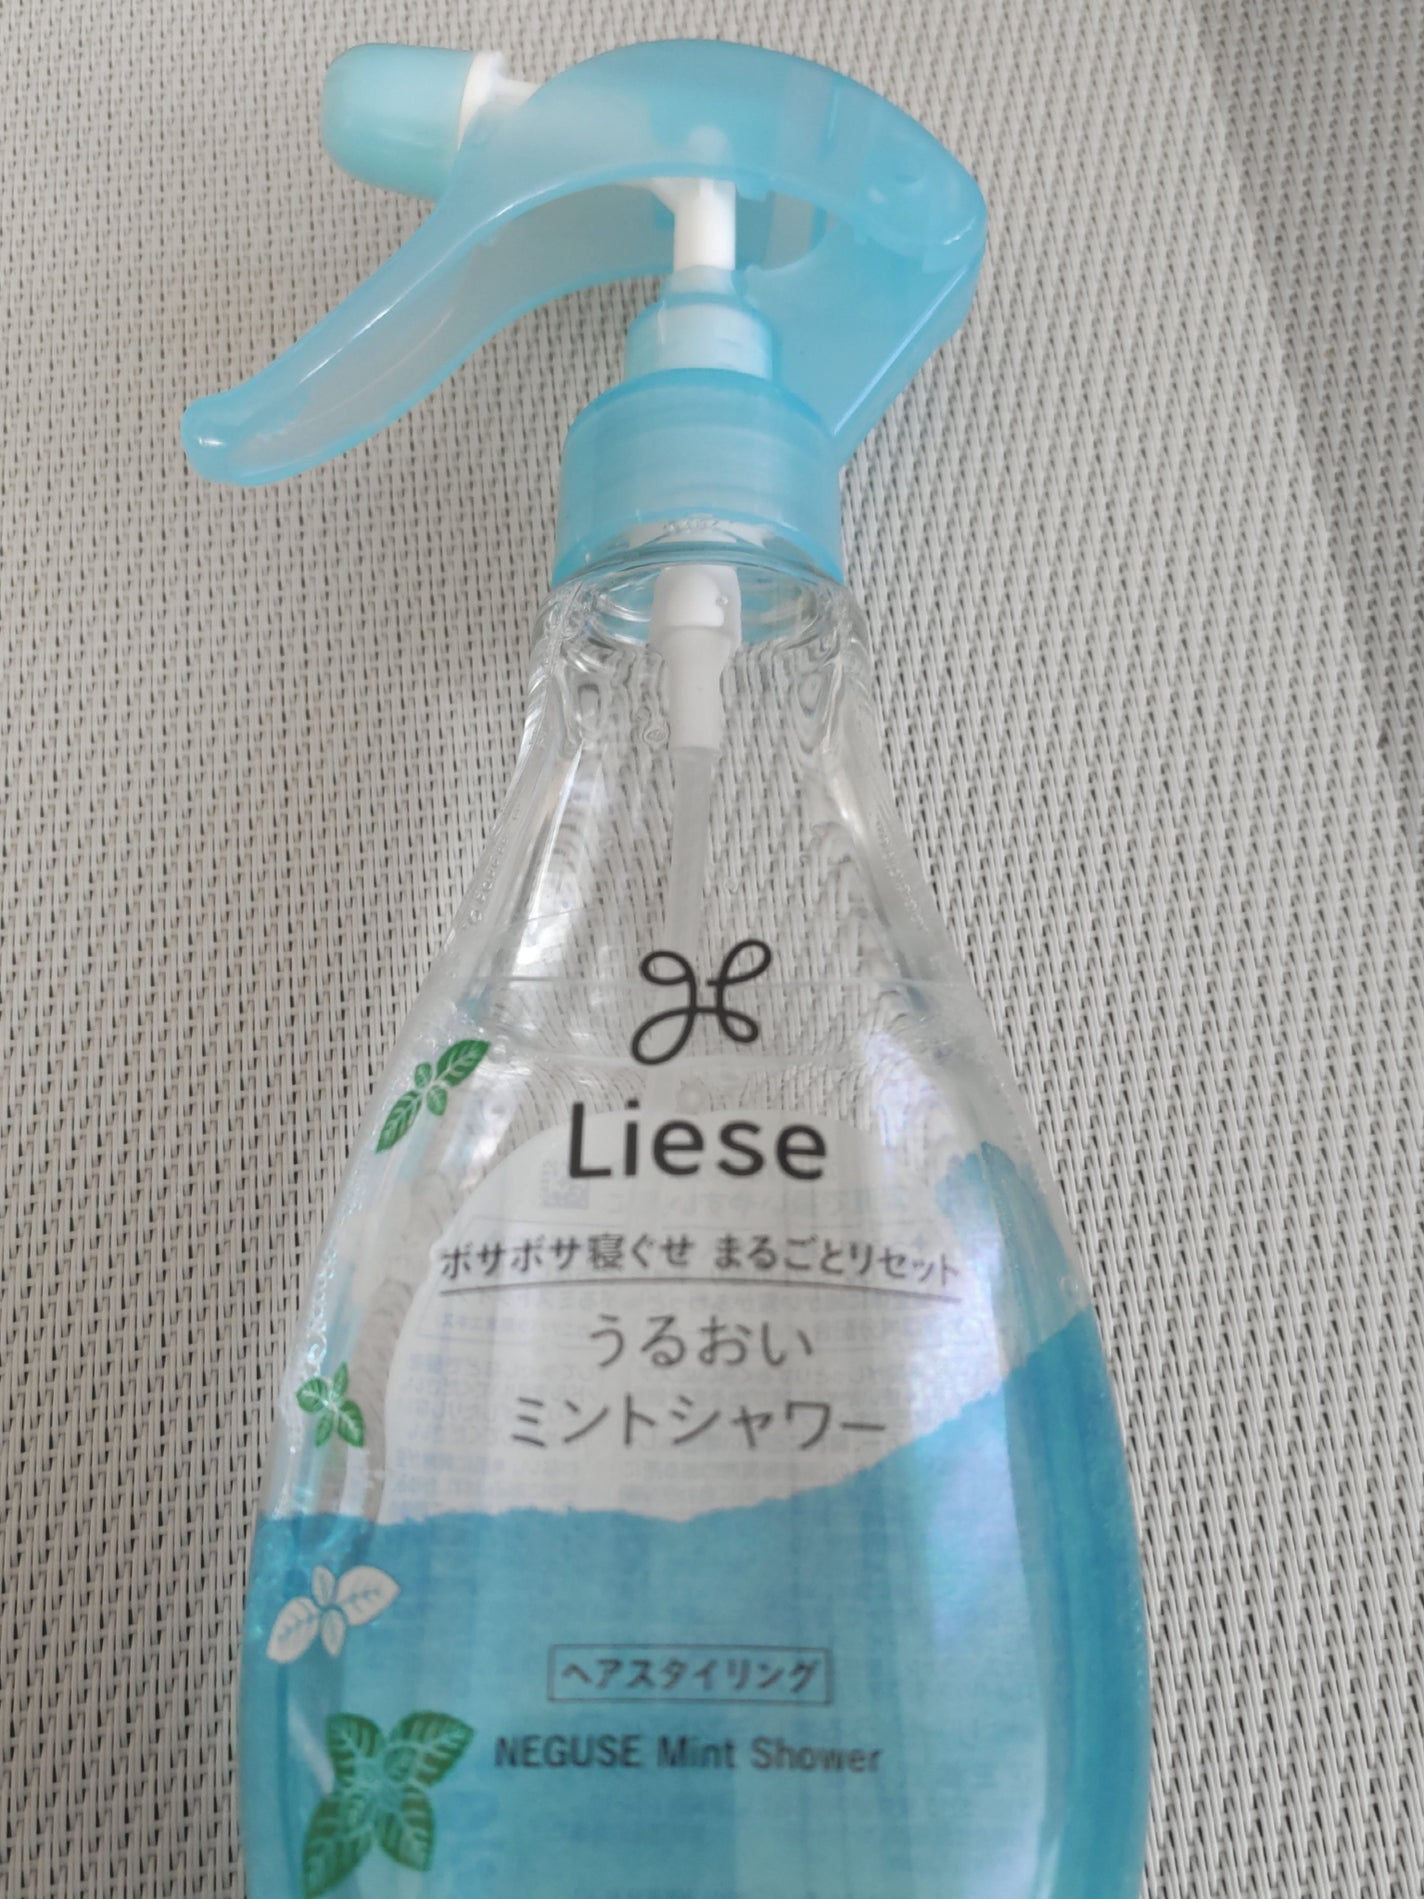 Liese
ボサボサ寝ぐせ まるごとリセット
うるおい
ミントシャワー
ヘアスタイリング
NEGUSE Mint Shower